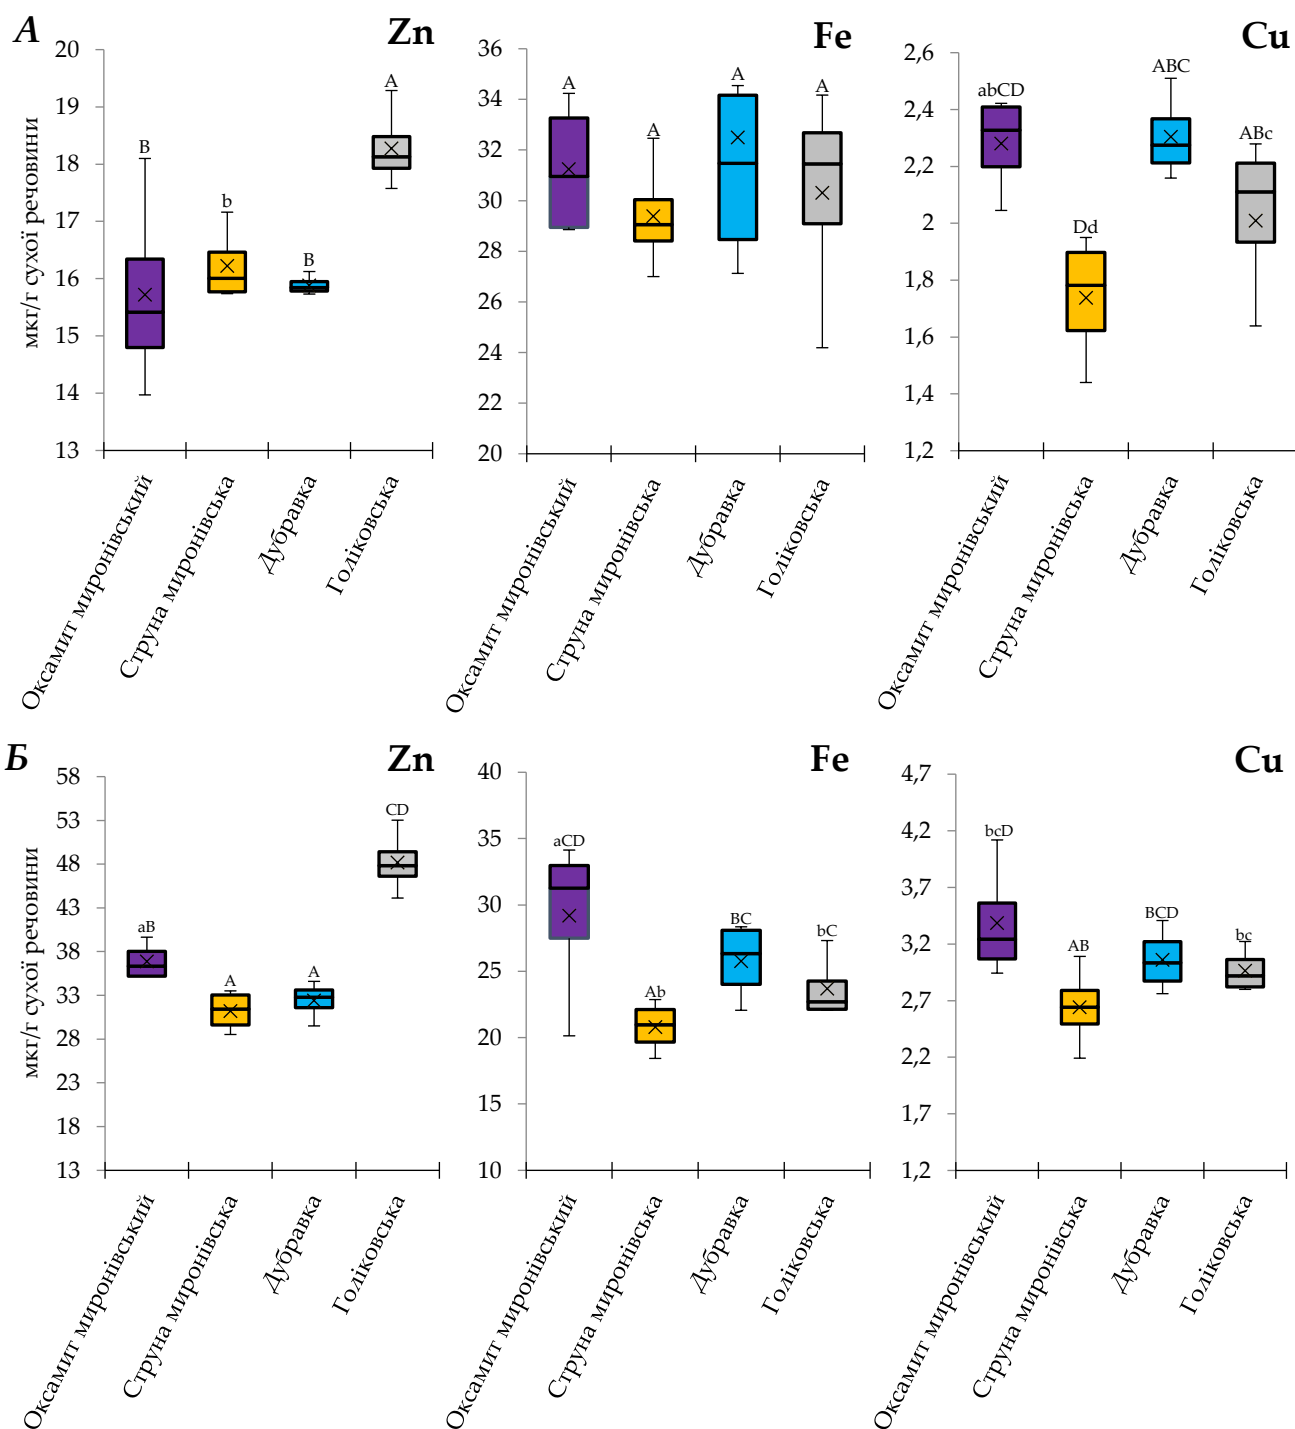 А
Zn
Fe
Cu
мкг/г сухої речовини
20
19
18
17
16
15
14
13
B
b
B
A
36
34
32
30
28
26
24
22
20
A
A
A
A
2,6
2,4
2,2
2
1,8
1,6
1,4
1,2
abCD
Dd
ABC
ABc
Оксамит миронівський
Струна миронівська
Дубравка
Голіковська
Оксамит миронівський
Струна миронівська
Дубравка
Голіковська
Оксамит миронівський
Струна миронівська
Дубравка
Голіковська
Б
Zn
Fe
Cu
мкг/г сухої речовини
58
53
48
43
38
33
28
23
18
13
aB
A
A
CD
40
35
30
25
20
15
10
aCD
Ab
BC
bC
4,7
4,2
3,7
3,2
2,7
2,2
1,7
1,2
bcD
AB
BCD
bc
Оксамит миронівський
Струна миронівська
Дубравка
Голіковська
Оксамит миронівський
Струна миронівська
Дубравка
Голіковська
Оксамит миронівський
Струна миронівська
Дубравка
Голіковська